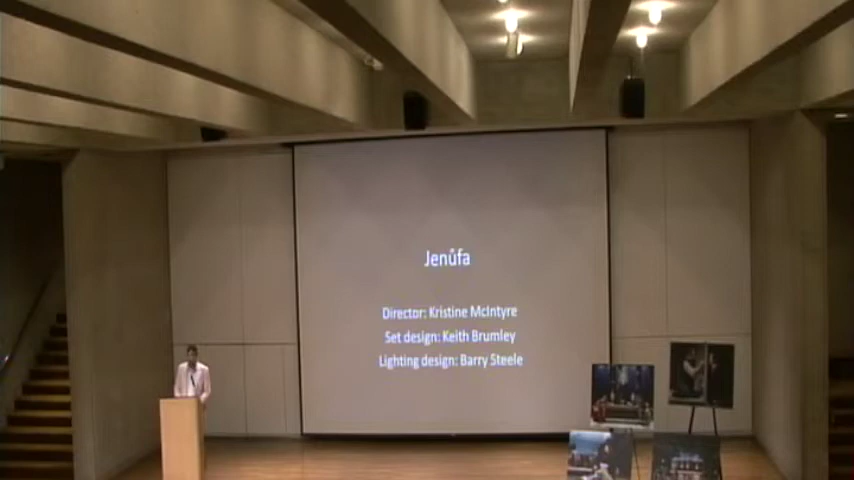 Jenůfa
Director: Kristine McIntyre
Set design: Keith Brumley
Lighting design: Barry Steele